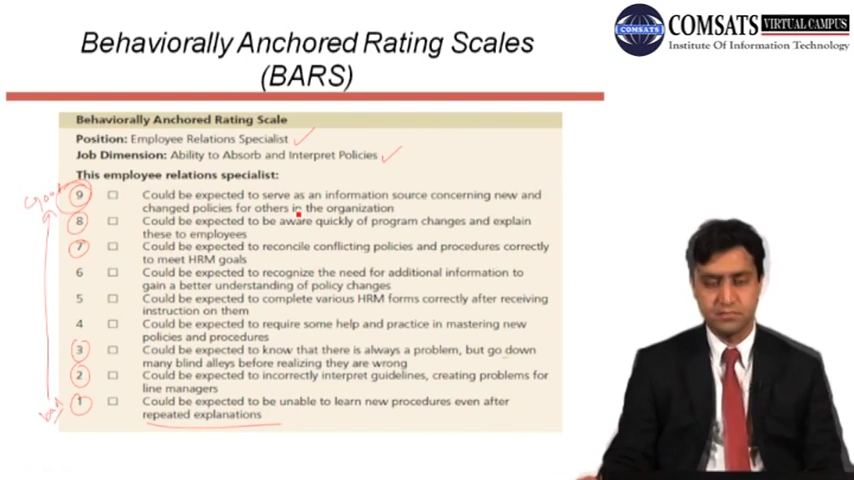 Behaviorally Anchored Rating Scales
(BARS)
COMSATS
COMSATS VIRTUAL CAMPUS
Institute Of Information Technology
Behaviorally Anchored Rating Scale
Position: Employee Relations Specialist
Job Dimension: Ability to Absorb and Interpret Policies
This employee relations specialist:
good
9 Could be expected to serve as an information source concerning new and
changed policies for others in the organization
8 Could be expected to be aware quickly of program changes and explain
these to employees
7 Could be expected to reconcile conflicting policies and procedures correctly
to meet HRM goals
6 Could be expected to recognize the need for additional information to
gain a better understanding of policy changes
5 Could be expected to complete various HRM forms correctly after receiving
instruction on them
4 Could be expected to require some help and practice in mastering new
policies and procedures
3 Could be expected to know that there is always a problem, but go down
many blind alleys before realizing they are wrong
2 Could be expected to incorrectly interpret guidelines, creating problems for
line managers
bad
1 Could be expected to be unable to learn new procedures even after
repeated explanations